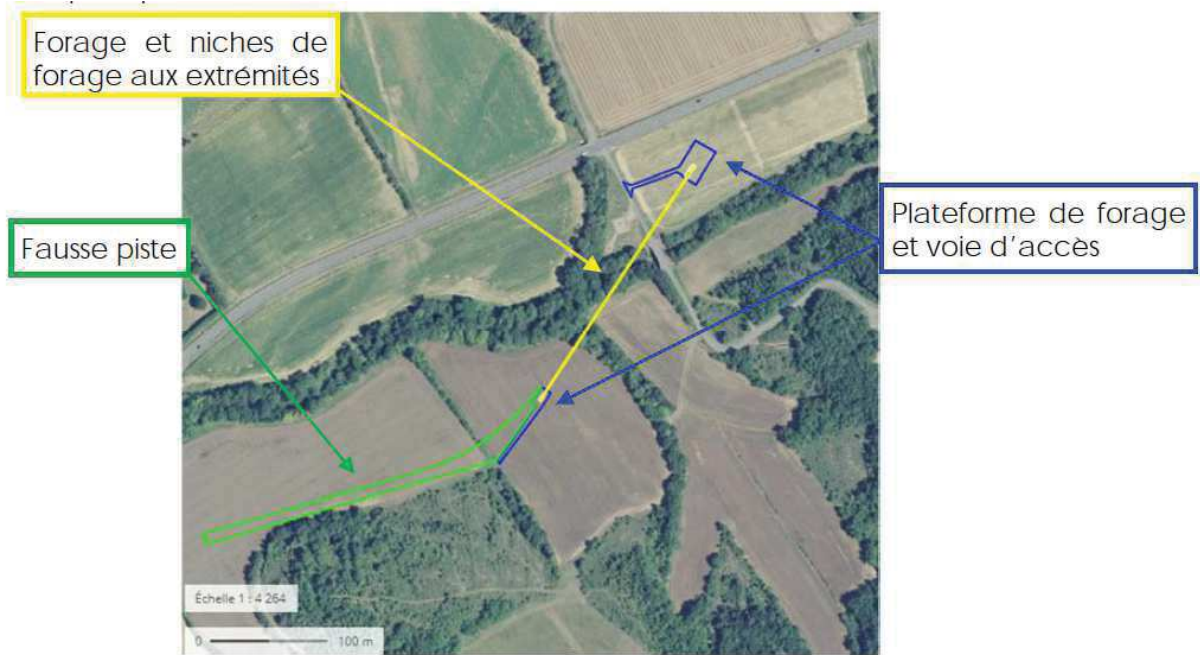 Forage et niches de
forage aux extrémités
Fausse piste
Plateforme de forage
et voie d'accès
Échelle 1 : 4 264
0 100 m